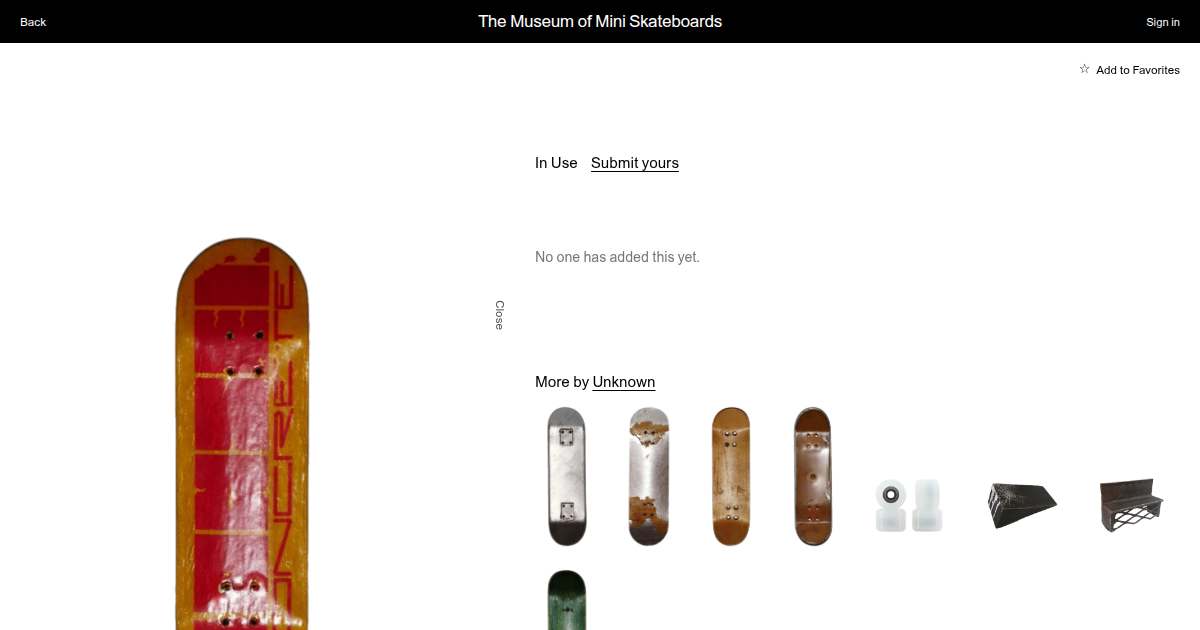 Back
The Museum of Mini Skateboards
Sign in
☆ Add to Favorites
In Use Submit yours
No one has added this yet.
Close
More by Unknown